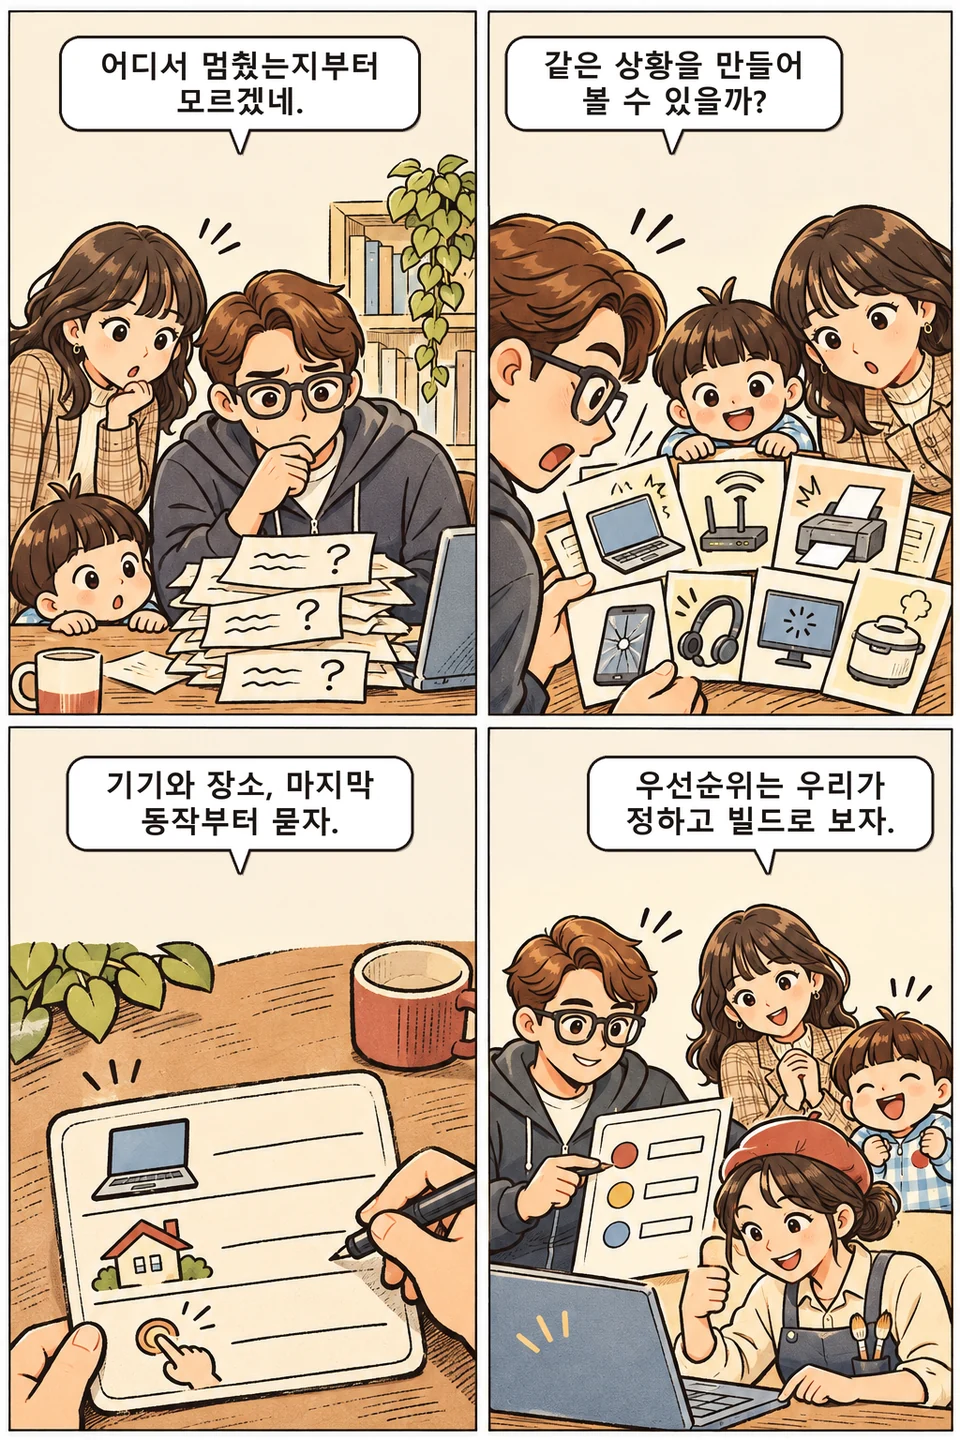 어디서 멈췄는지부터
모르겠네.
같은 상황을 만들어
볼 수 있을까?
?
?
?
기기와 장소, 마지막
동작부터 묻자.
우선순위는 우리가
정하고 빌드로 보자.